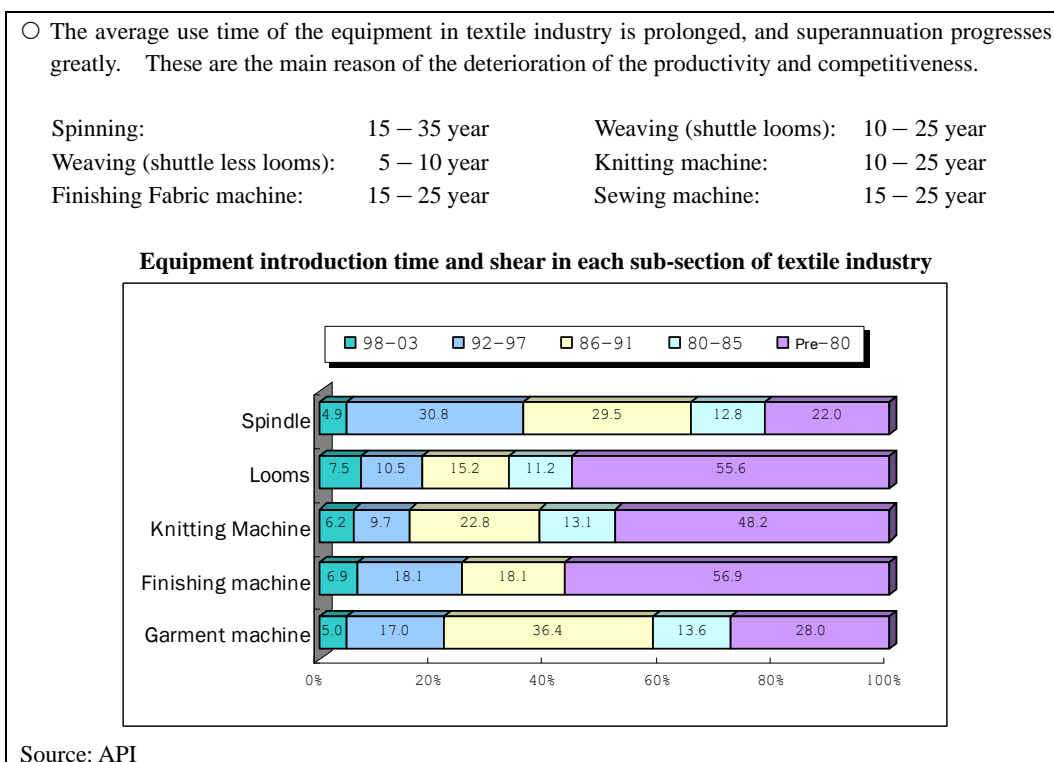 ○ The average use time of the equipment in textile industry is prolonged, and superannuation progresses
greatly. These are the main reason of the deterioration of the productivity and competitiveness.
Spinning: 15 – 35 year Weaving (shuttle looms): 10 – 25 year
Weaving (shuttle less looms): 5 – 10 year Knitting machine: 10 – 25 year
Finishing Fabric machine: 15 – 25 year Sewing machine: 15 – 25 year
Equipment introduction time and shear in each sub-section of textile industry
98-03 92-97 86-91 80-85 Pre-80
Spindle 4.9 30.8 29.5 12.8 22.0
Looms 7.5 10.5 15.2 11.2 55.6
Knitting Machine 6.2 9.7 22.8 13.1 48.2
Finishing machine 6.9 18.1 18.1 56.9
Garment machine 5.0 17.0 36.4 13.6 28.0
0% 20% 40% 60% 80% 100%
Source: API